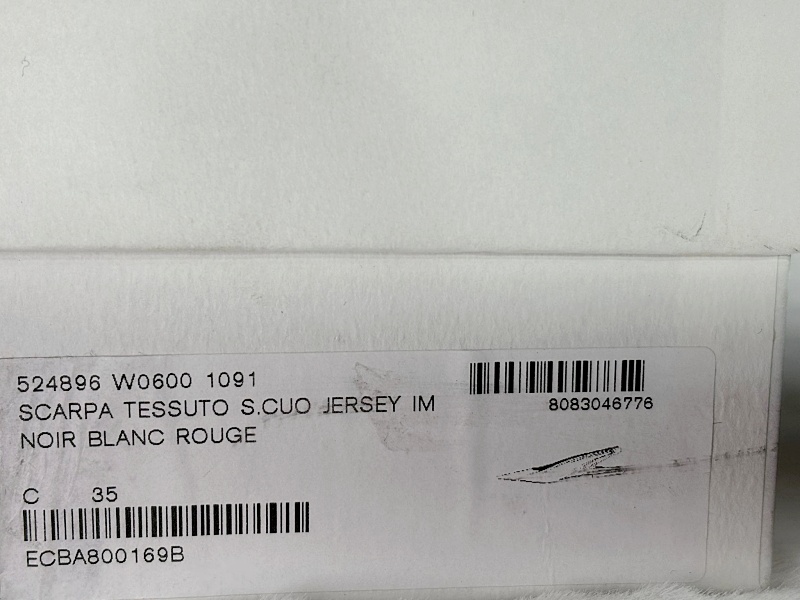 524896 W0600 1091
SCARPA TESSUTO S.CUO JERSEY IM
NOIR BLANC ROUGE
8083046776
C 35
ECBA800169B